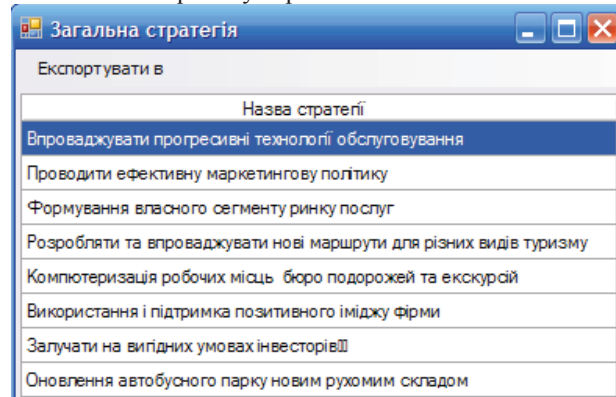 Загальна стратегія
Експортувати в
Назва стратегії
Впроваджувати прогресивні технології обслуговування
Проводити ефективну маркетингову політику
Формування власного сегменту ринку послуг
Розробляти та впроваджувати нові маршрути для різних видів туризму
Компютеризація робочих місць бюро подорожей та екскурсій
Використання і підтримка позитивного іміджу фірми
Залучати на вигідних умовах інвесторів
Оновлення автобусного парку новим рухомим складом